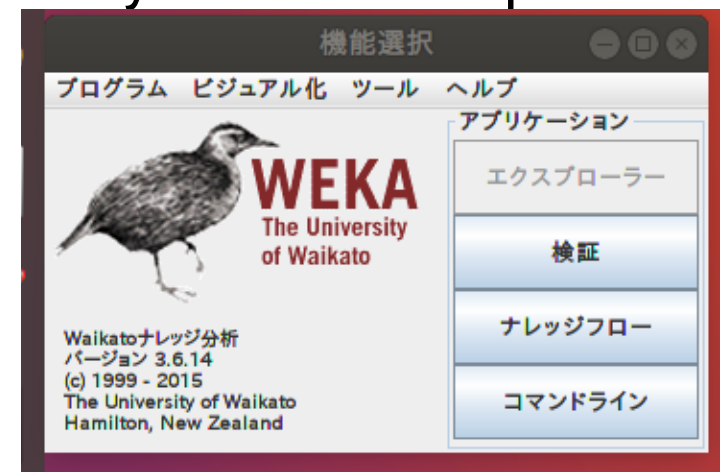 機能選択
プログラム ビジュアル化 ツール ヘルプ
アプリケーション
エクスプローラー
検証
ナレッジフロー
コマンドライン
WEKA
The University
of Waikato
Waikatoナレッジ分析
バージョン 3.6.14
(c) 1999 - 2015
The University of Waikato
Hamilton, New Zealand